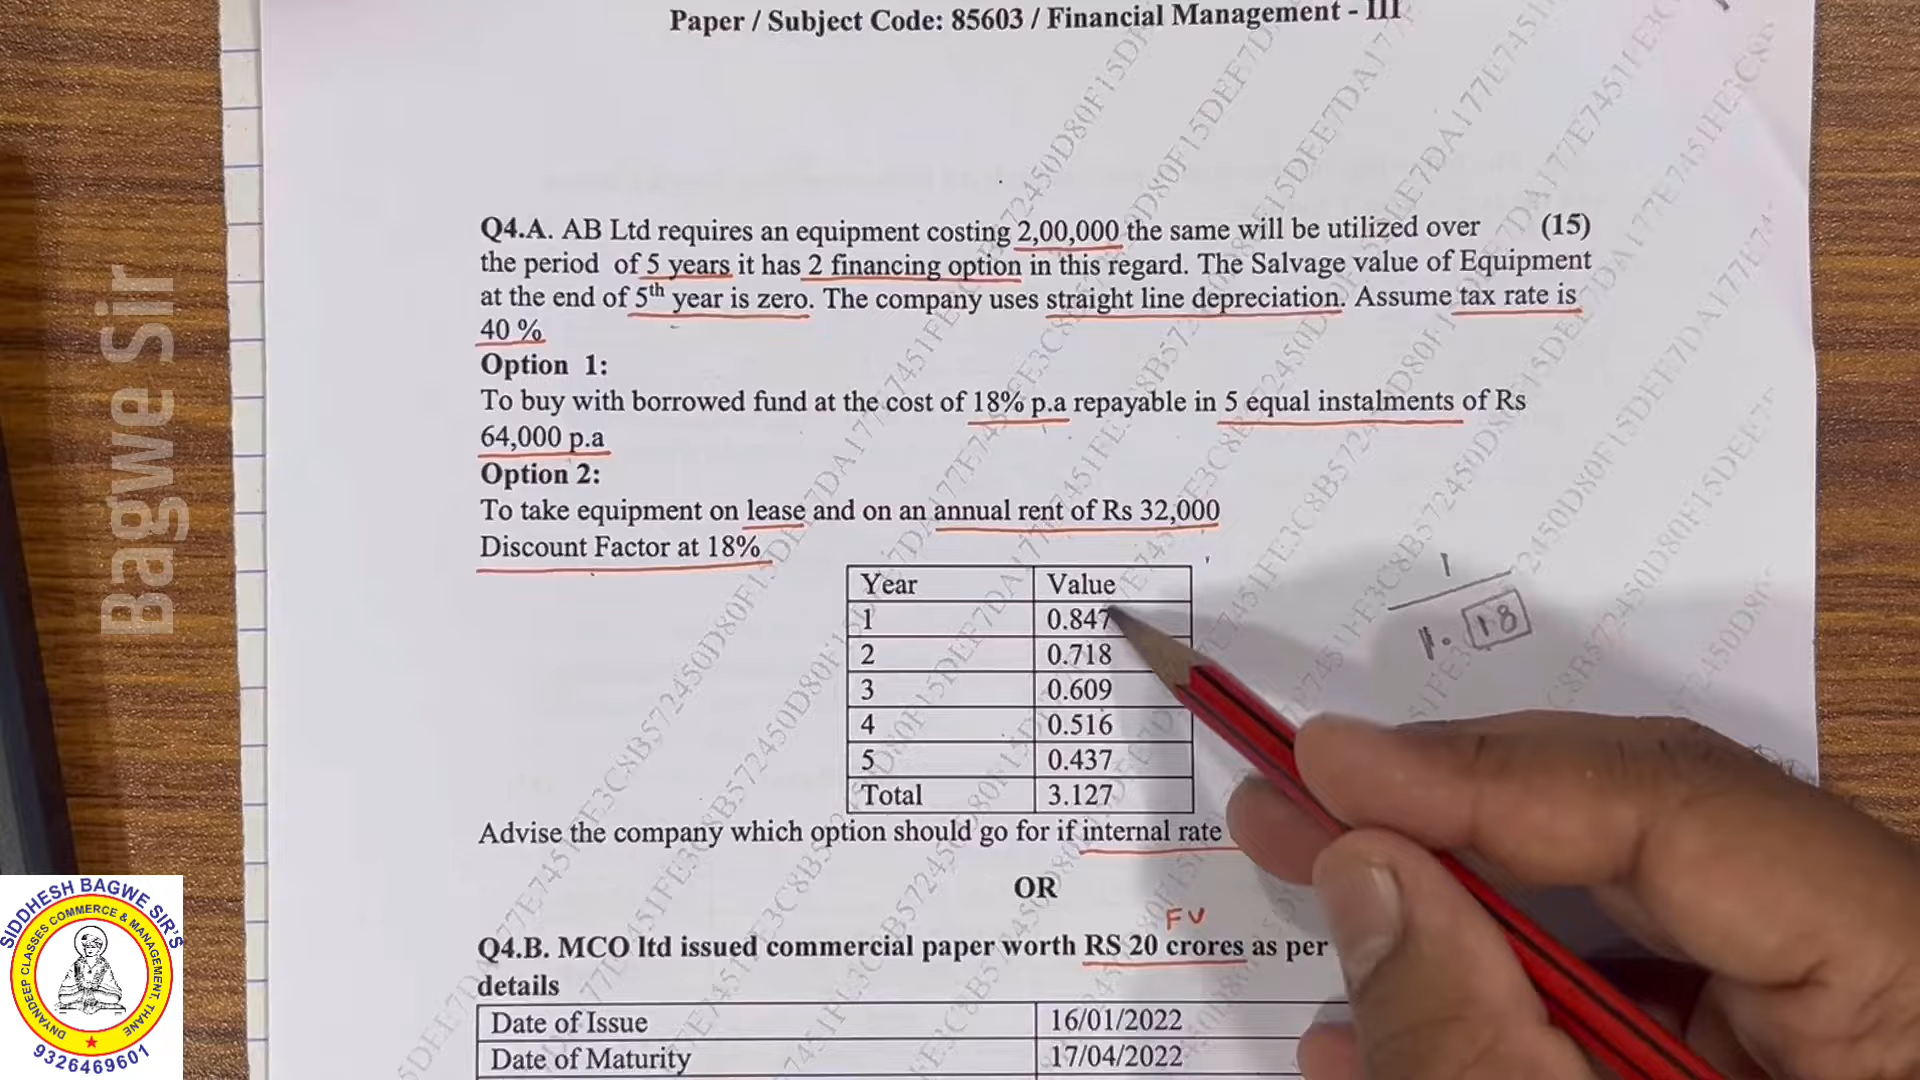 Paper / Subject Code: 85603 / Financial Management - III
Q4.A. AB Ltd requires an equipment costing 2,00,000 the same will be utilized over (15)
the period of 5 years it has 2 financing option in this regard. The Salvage value of Equipment
at the end of 5th year is zero. The company uses straight line depreciation. Assume tax rate is
40 %
Option 1:
To buy with borrowed fund at the cost of 18% p.a repayable in 5 equal instalments of Rs
64,000 p.a
Option 2:
To take equipment on lease and on an annual rent of Rs 32,000
Discount Factor at 18%
Year Value
1 0.847
2 0.718
3 0.609
4 0.516
5 0.437
Total 3.127
1
1.18
Advise the company which option should go for if internal rate
OR
FV
Q4.B. MCO ltd issued commercial paper worth RS 20 crores as per
details
Date of Issue 16/01/2022
Date of Maturity 17/04/2022
Bagwe Sir
SIDDHESH BAGWE SIR'S
DNYANDEEP CLASSES COMMERCE & MANAGEMENT, THANE
9326469601